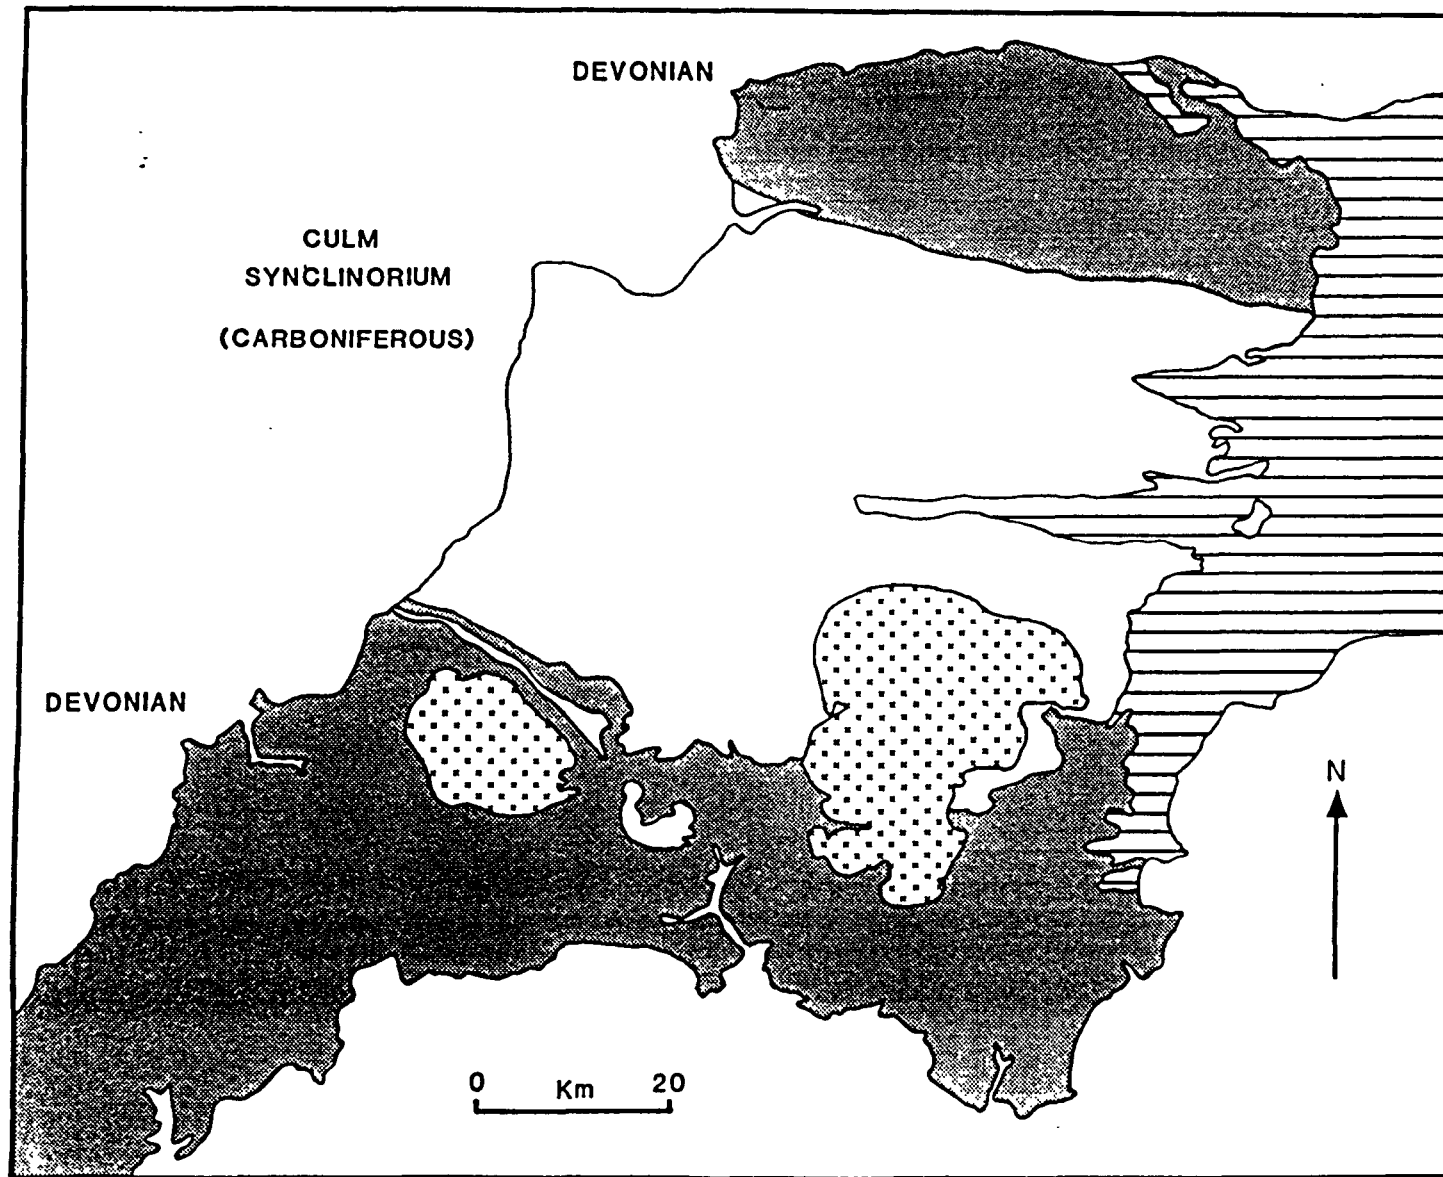 DEVONIAN
CULM
SYNCLINORIUM
(CARBONIFEROUS)
DEVONIAN
N
0 Km 20